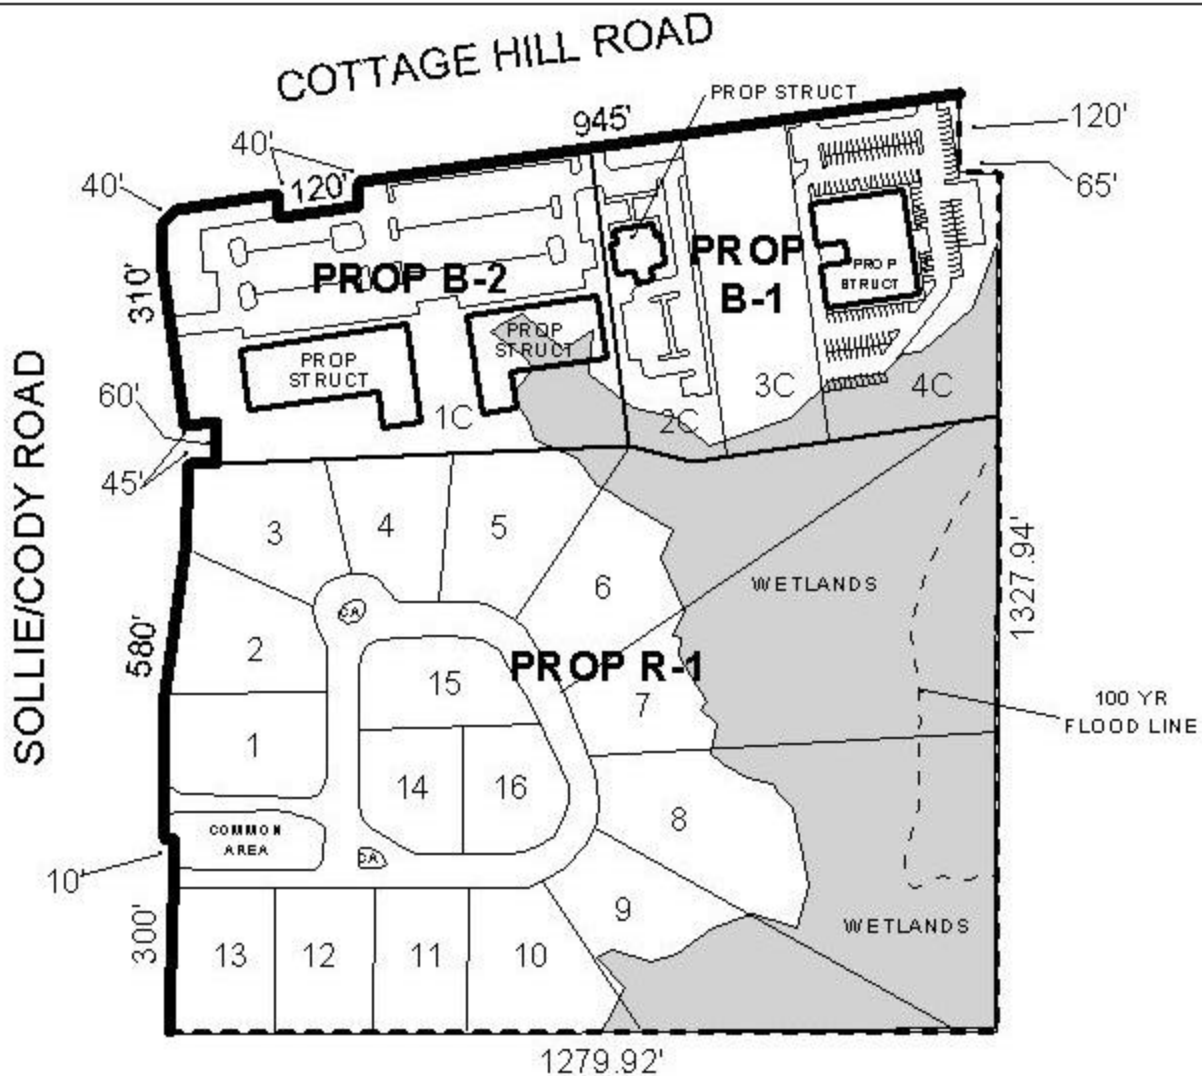 COTTAGE HILL ROAD
PROP STRUCT
945'
120'
40'
120'
40'
65'
310'
PROP B-2
PROP
B-1
PROP
STRUCT
PROP
STRUCT
PROP
STRUCT
60'
45'
1C
2C
3C
4C
SOLLIE/CODY ROAD
3
4
5
6
WETLANDS
1327.94'
CA
580'
2
15
PROP R-1
7
100 YR
FLOOD LINE
1
14
16
8
COMMON
AREA
CA
10'
300'
9
WETLANDS
13
12
11
10
1279.92'